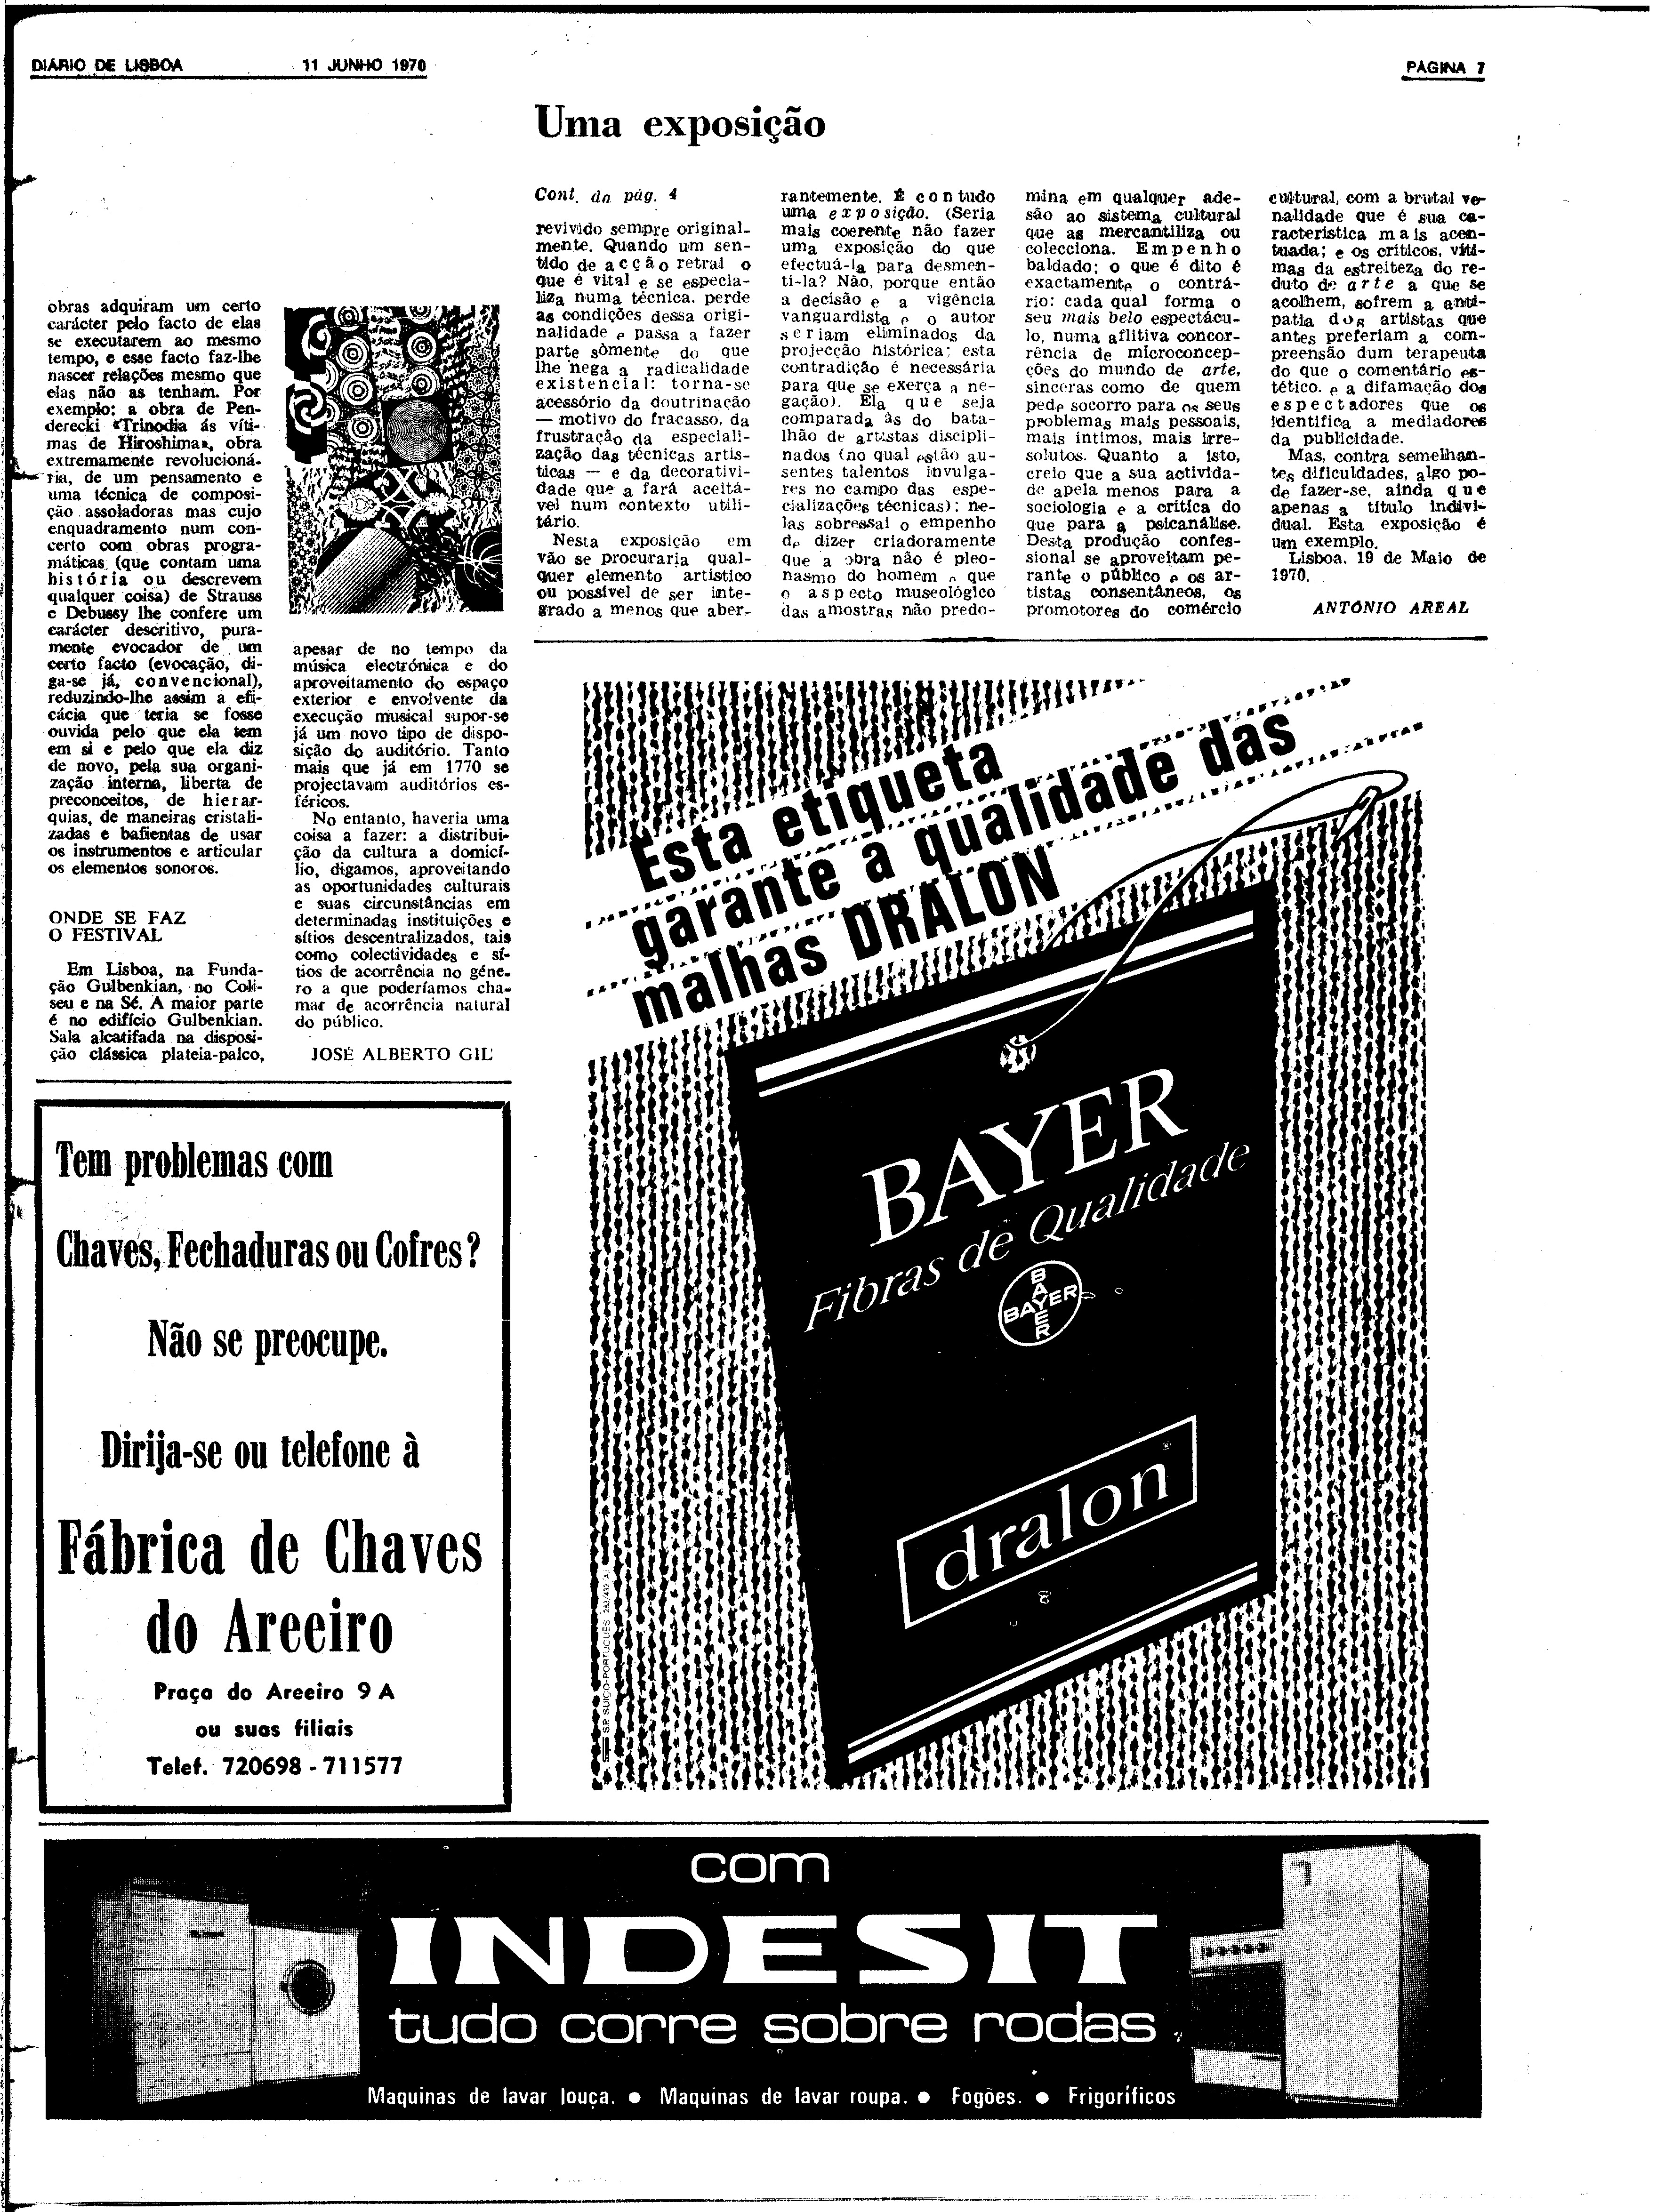 DIARIO DE LISBOA
11 JUNHO 1970
PÁGINA 7
obras adquiram um certo
carácter pelo facto de elas
se executarem ao mesmo
tempo, e esse facto faz-lhe
nascer relações mesmo que
elas não as tenham. Por
exemplo: a obra de Pen-
derecki «Trinodia ás víti-
mas de Hiroshima», obra
extremamente revolucioná-
ria, de um pensamento e
uma técnica de composi-
ção assoladoras mas cujo
enquadramento num con-
certo com obras progra-
máticas (que contam uma
história ou descrevem
qualquer coisa) de Strauss
e Debussy lhe confere um
carácter descritivo, pura-
mente evocador de um
certo facto (evocação, di-
ga-se já, convencional),
reduzindo-lhe assim a efi-
cácia que teria se fosse
ouvida pelo que ela tem
em si e pelo que ela diz
de novo, pela sua organi-
zação interna, liberta de
preconceitos, de hierar-
quias, de maneiras cristali-
zadas e bafientas de usar
os instrumentos e articular
os elementos sonoros.
ONDE SE FAZ
O FESTIVAL
Em Lisboa, na Funda-
ção Gulbenkian, no Coli-
seu e na Sé. A maior parte
é no edifício Gulbenkian.
Sala alcatifada na disposi-
ção clássica plateia-palco,
apesar de no tempo da
música electrónica e do
aproveitamento do espaço
exterior e envolvente da
execução musical supor-se
já um novo tipo de dispo-
sição do auditório. Tanto
mais que já em 1770 se
projectavam auditórios es-
féricos.
No entanto, haveria uma
coisa a fazer: a distribui-
ção da cultura a domicí-
lio, digamos, aproveitando
as oportunidades culturais
e suas circunstâncias em
determinadas instituições e
sítios descentralizados, tais
como colectividades e sí-
tios de acorrência no géne-
ro a que poderíamos cha-
mar de acorrência natural
do público.
JOSÉ ALBERTO GIL
Uma exposição
Cont. da pág. 4
revivido sempre original-
mente. Quando um sen-
tido de acção retrai o
que é vital e se especia-
liza numa técnica, perde
as condições dessa origi-
nalidade e passa a fazer
parte sòmente do que
lhe nega a radicalidade
existencial: torna-se
acessório da doutrinação
— motivo do fracasso, da
frustração da especiali-
zação das técnicas artis-
ticas — e da decorativi-
dade que a fará aceitá-
vel num contexto utili-
tário.
Nesta exposição em
vão se procuraria qual-
quer elemento artístico
ou possível de ser inte-
grado a menos que aber-
rantemente. É contudo
uma exposição. (Seria
mais coerente não fazer
uma exposição do que
efectuá-la para desmen-
ti-la? Não, porque então
a decisão e a vigência
vanguardista e o autor
seriam eliminados da
projecção histórica; esta
contradição é necessária
para que se exerça a ne-
gação). Ela que seja
comparada às do bata-
lhão de artistas discipli-
nados (no qual estão au-
sentes talentos invulga-
res no campo das espe-
cializações técnicas): ne-
las sobressai o empenho
de dizer criadoramente
que a obra não é pleo-
nasmo do homem e que
o aspecto museológico
das amostras não predo-
mina em qualquer ade-
são ao sistema cultural
que as mercantiliza ou
colecciona. Empenho
baldado; o que é dito é
exactamente o contrá-
rio: cada qual forma o
seu mais belo espectácu-
lo, numa aflitiva concor-
rência de microconcep-
ções do mundo de arte,
sinceras como de quem
pede socorro para os seus
problemas mais pessoais,
mais íntimos, mais irre-
solutos. Quanto a isto,
creio que a sua activida-
de apela menos para a
sociologia e a crítica do
que para a psicanálise.
Desta produção confes-
sional se aproveitam pe-
rante o público e os ar-
tistas consentâneos, os
promotores do comércio
cultural, com a brutal ve-
nalidade que é sua ca-
racterística mais acen-
tuada; e os críticos, víti-
mas da estreiteza do re-
duto de arte a que se
acolhem, sofrem a anti-
patia dos artistas que
antes preferiam a com-
preensão dum terapeuta
do que o comentário es-
tético, e a difamação dos
espectadores que os
identifica a mediadores
da publicidade.
Mas, contra semelhan-
tes dificuldades, algo po-
de fazer-se, ainda que
apenas a título indivi-
dual. Esta exposição é
um exemplo.
Lisboa, 19 de Maio de
1970.
ANTÓNIO AREAL
Esta etiqueta
garante a qualidade das
malhas DRALON
BAYER
Fibras de Qualidade
BAYER
BAYER
dralon
®
S.P. SUIÇO-PORTUGUÊS
Tem problemas com
Chaves, Fechaduras ou Cofres?
Não se preocupe.
Dirija-se ou telefone à
Fábrica de Chaves
do Areeiro
Praça do Areeiro 9 A
ou suas filiais
Telef. 720698 - 711577
com
INDESIT
tudo corre sobre rodas
Maquinas de lavar louça. ● Maquinas de lavar roupa. ● Fogões. ● Frigoríficos